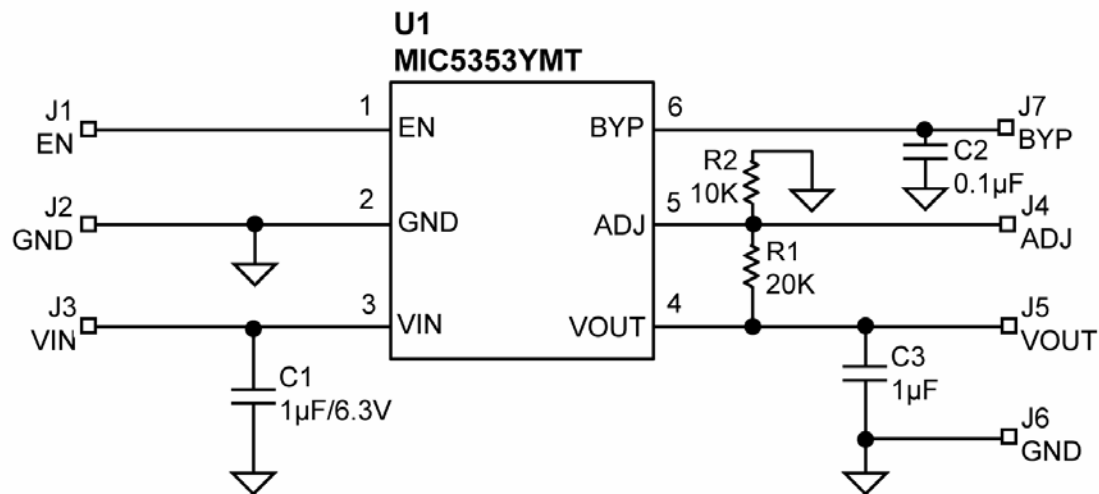 U1
MIC5353YMT
J1
EN
1
EN
BYP
6
J7
BYP
C2
0.1µF
R2
10K
J2
GND
2
GND
ADJ
5
J4
ADJ
R1
20K
J3
VIN
3
VIN
VOUT
4
J5
VOUT
C1
1µF/6.3V
C3
1µF
J6
GND